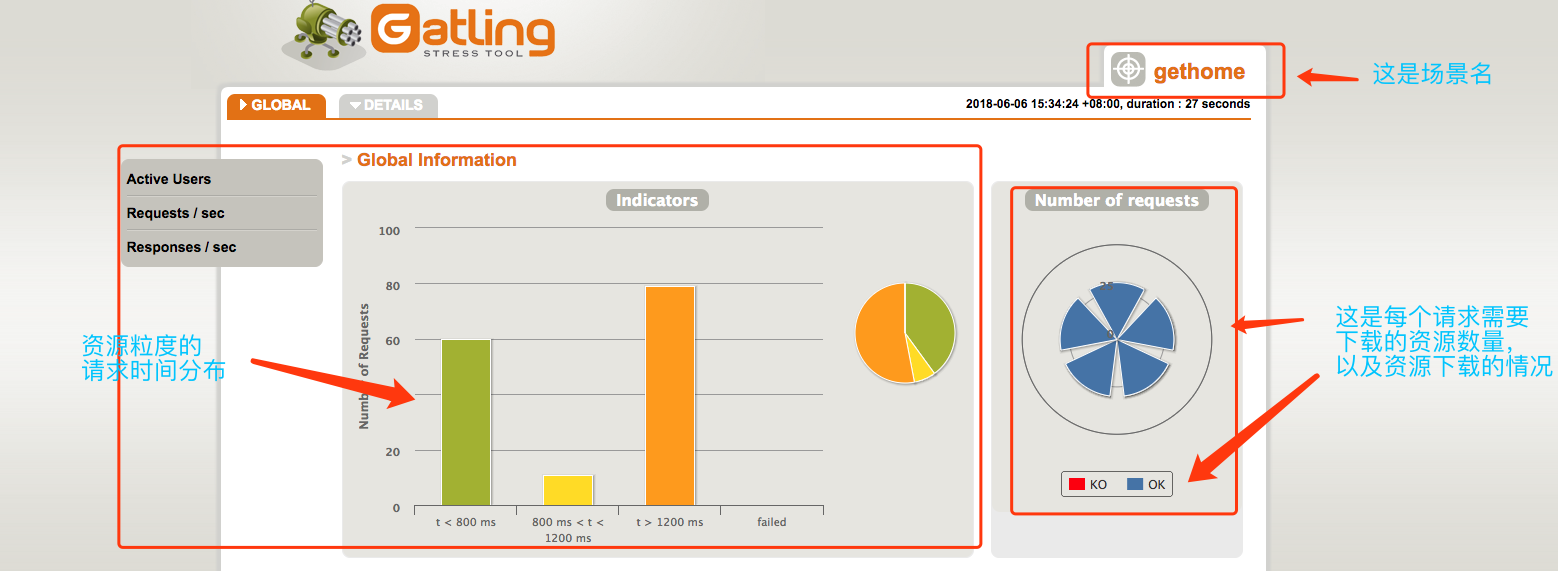 Gatling
STRESS TOOL
gethome
这是场景名
GLOBAL
DETAILS
2018-06-06 15:34:24 +08:00, duration : 27 seconds
Active Users
Requests / sec
Responses / sec
> Global Information
Indicators
Number of Requests
100
80
60
20
0
t < 800 ms
800 ms < t <
1200 ms
t > 1200 ms
failed
资源粒度的
请求时间分布
Number of requests
25
0
KO
OK
这是每个请求需要
下载的资源数量,
以及资源下载的情况